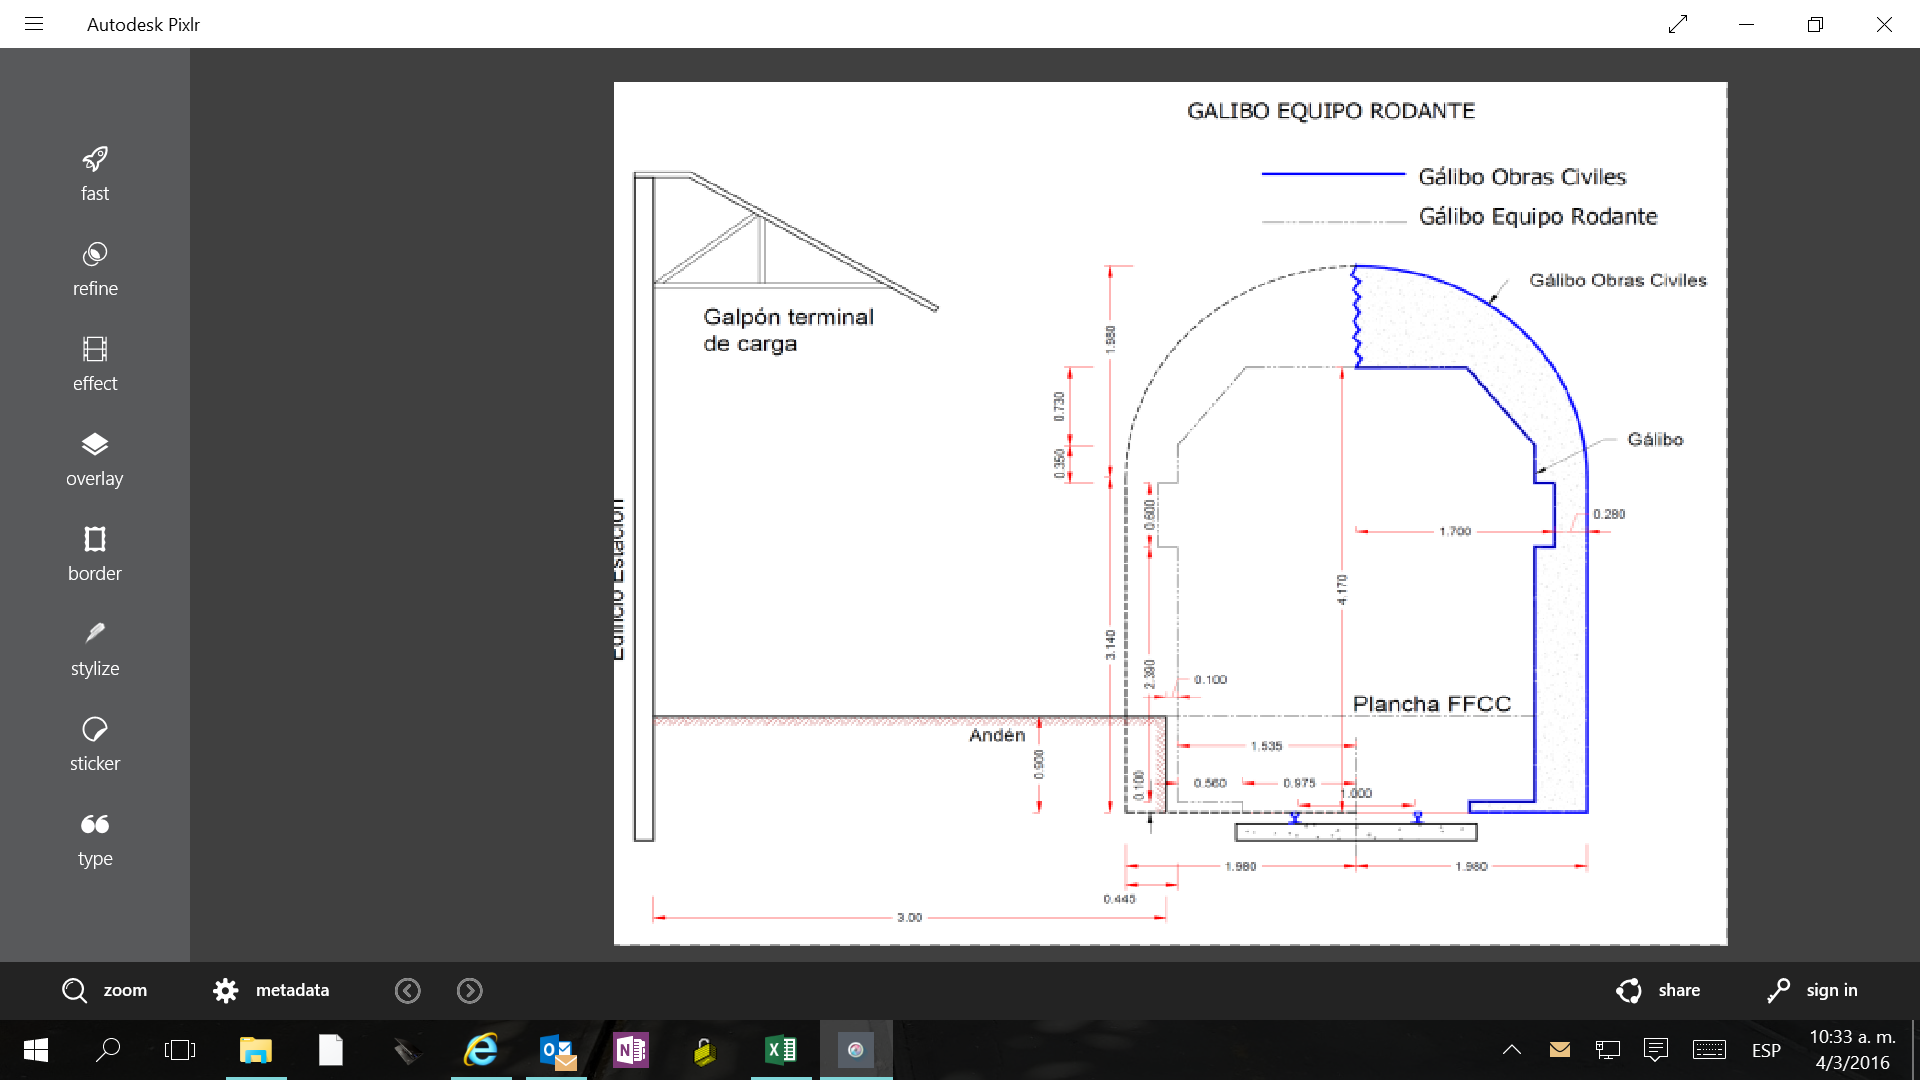 Autodesk Pixlr
fast
refine
effect
overlay
border
stylize
sticker
type
GALIBO EQUIPO RODANTE
Gálibo Obras Civiles
Gálibo Equipo Rodante
Gálibo Obras Civiles
Galpón terminal
de carga
1.980
0.730
0.350
Gálibo
0.600
0.280
1.700
Edificio Estación
4.170
3.140
2.390
0.100
Plancha FFCC
Andén
1.535
0.900
0.100
0.560
0.975
1.000
1.980
1.980
0.445
3.00
zoom
metadata
share
sign in
ESP
10:33 a. m.
4/3/2016